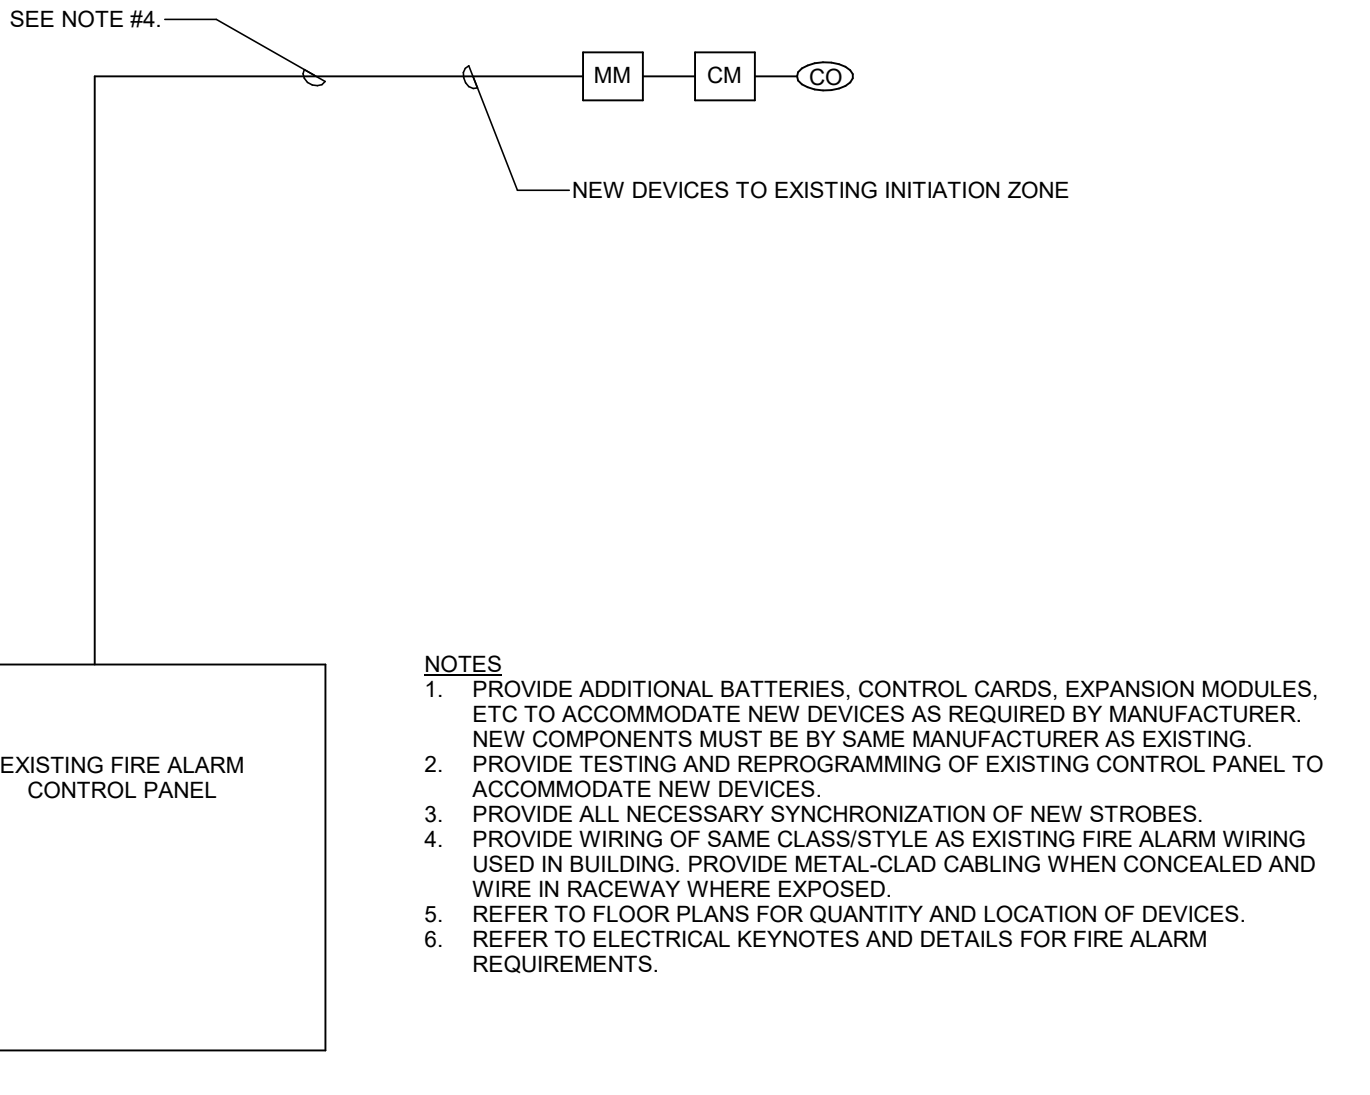 SEE NOTE #4.
MM
CM
CO
NEW DEVICES TO EXISTING INITIATION ZONE
EXISTING FIRE ALARM
CONTROL PANEL
NOTES
1. PROVIDE ADDITIONAL BATTERIES, CONTROL CARDS, EXPANSION MODULES,
ETC TO ACCOMMODATE NEW DEVICES AS REQUIRED BY MANUFACTURER.
NEW COMPONENTS MUST BE BY SAME MANUFACTURER AS EXISTING.
2. PROVIDE TESTING AND REPROGRAMMING OF EXISTING CONTROL PANEL TO
ACCOMMODATE NEW DEVICES.
3. PROVIDE ALL NECESSARY SYNCHRONIZATION OF NEW STROBES.
4. PROVIDE WIRING OF SAME CLASS/STYLE AS EXISTING FIRE ALARM WIRING
USED IN BUILDING. PROVIDE METAL-CLAD CABLING WHEN CONCEALED AND
WIRE IN RACEWAY WHERE EXPOSED.
5. REFER TO FLOOR PLANS FOR QUANTITY AND LOCATION OF DEVICES.
6. REFER TO ELECTRICAL KEYNOTES AND DETAILS FOR FIRE ALARM
REQUIREMENTS.